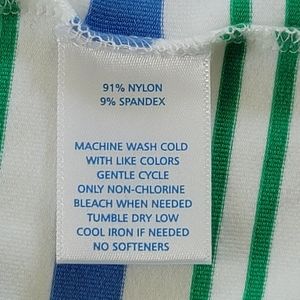 91% NYLON
9% SPANDEX
MACHINE WASH COLD
WITH LIKE COLORS
GENTLE CYCLE
ONLY NON-CHLORINE
BLEACH WHEN NEEDED
TUMBLE DRY LOW
COOL IRON IF NEEDED
NO SOFTENERS